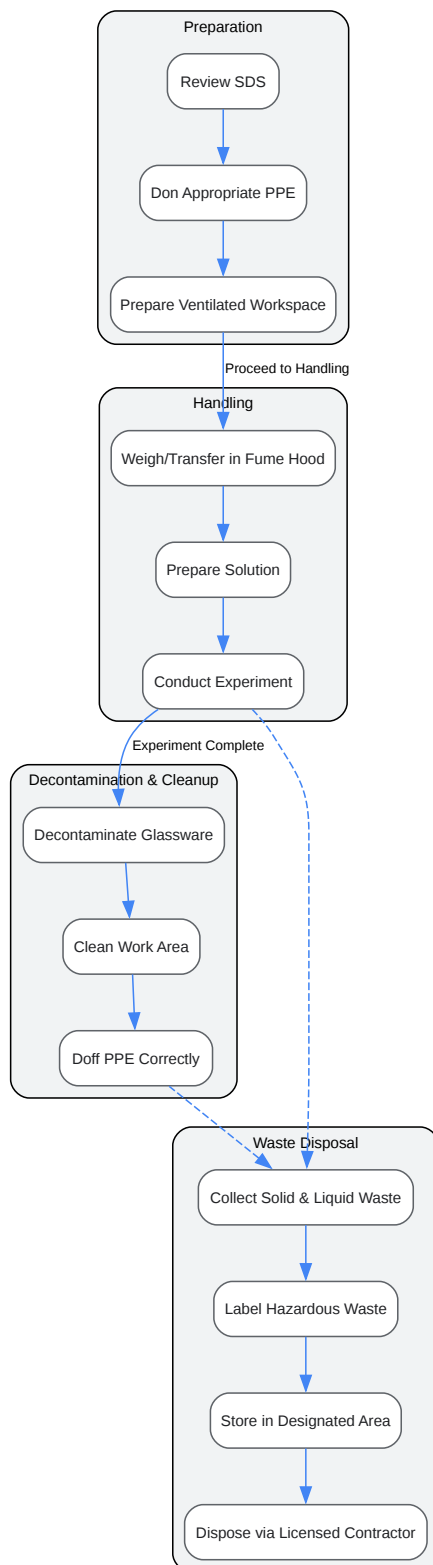 Preparation
Review SDS
Don Appropriate PPE
Prepare Ventilated Workspace
Proceed to Handling
Handling
Weigh/Transfer in Fume Hood
Prepare Solution
Conduct Experiment
Experiment Complete
Decontamination & Cleanup
Decontaminate Glassware
Clean Work Area
Doff PPE Correctly
Waste Disposal
Collect Solid & Liquid Waste
Label Hazardous Waste
Store in Designated Area
Dispose via Licensed Contractor